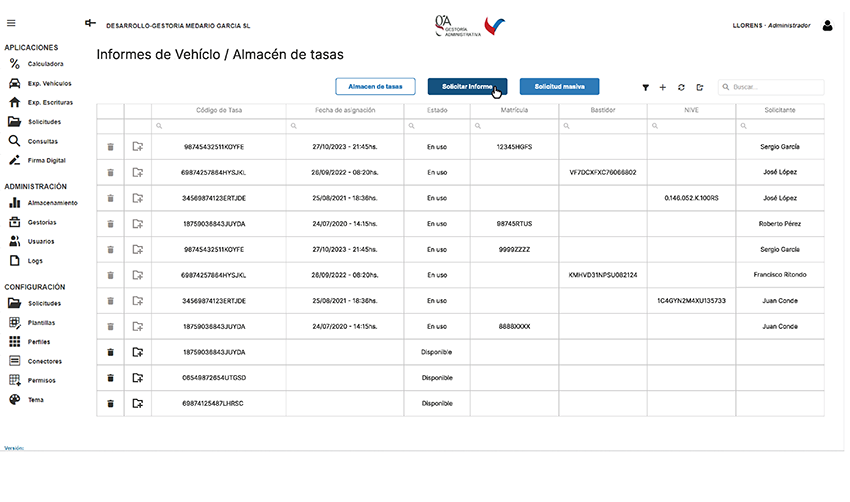 DESARROLLO-GESTORIA MEDARIO GARCIA SL
GESTORÍA
ADMINISTRATIVA
LLORENS - Administrador
APLICACIONES
Calculadora
Exp. Vehículos
Exp. Escrituras
Solicitudes
Consultas
Firma Digital
ADMINISTRACIÓN
Almacenamiento
Gestorías
Usuarios
Logs
CONFIGURACIÓN
Solicitudes
Plantillas
Perfiles
Conectores
Permisos
Tema
Versión:
Informes de Vehíclo / Almacén de tasas
Almacen de tasas Solicitar Informe Solicitud masiva Buscar...
Código de Tasa Fecha de asignación Estado Matrícula Bastidor NIVE Solicitante
98745432511KOYFE 27/10/2023 - 21:45hs. En uso 12345HGFS Sergio García
69874257864HYSJKL 26/09/2022 - 08:20hs. En uso VF7DCXFXC76066802 José López
34569874123ERTJDE 25/08/2021 - 18:36hs. En uso 0.146.052.K.100RS José López
18759036843JUYDA 24/07/2020 - 14:15hs. En uso 98745RTUS Roberto Pérez
98745432511KOYFE 27/10/2023 - 21:45hs. En uso 9999ZZZZ Sergio García
69874257864HYSJKL 26/09/2022 - 08:20hs. En uso KMHVD31NPSU082124 Francisco Ritondo
34569874123ERTJDE 25/08/2021 - 18:36hs. En uso 1C4GYN2M4XU135733 Juan Conde
18759036843JUYDA 24/07/2020 - 14:15hs. En uso 8888XXXX Juan Conde
18759036843JUYDA Disponible
06549872654UTGSD Disponible
69874125487LHRSC Disponible